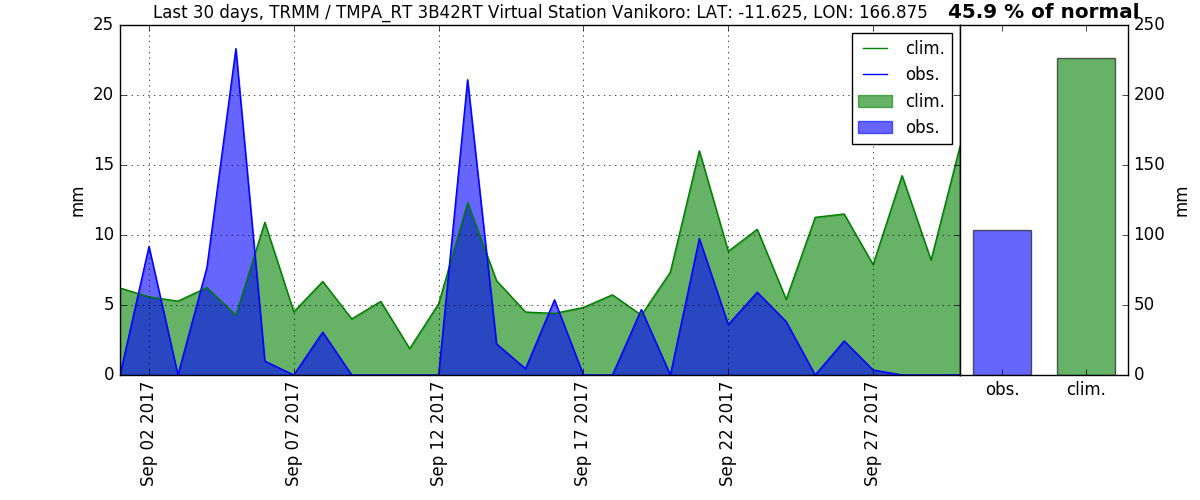 Last 30 days, TRMM / TMPA_RT 3B42RT Virtual Station Vanikoro: LAT: -11.625, LON: 166.875
45.9 % of normal
25
20
15
10
5
0
mm
clim.
obs.
clim.
obs.
Sep 02 2017
Sep 07 2017
Sep 12 2017
Sep 17 2017
Sep 22 2017
Sep 27 2017
250
200
150
100
50
0
mm
obs.
clim.